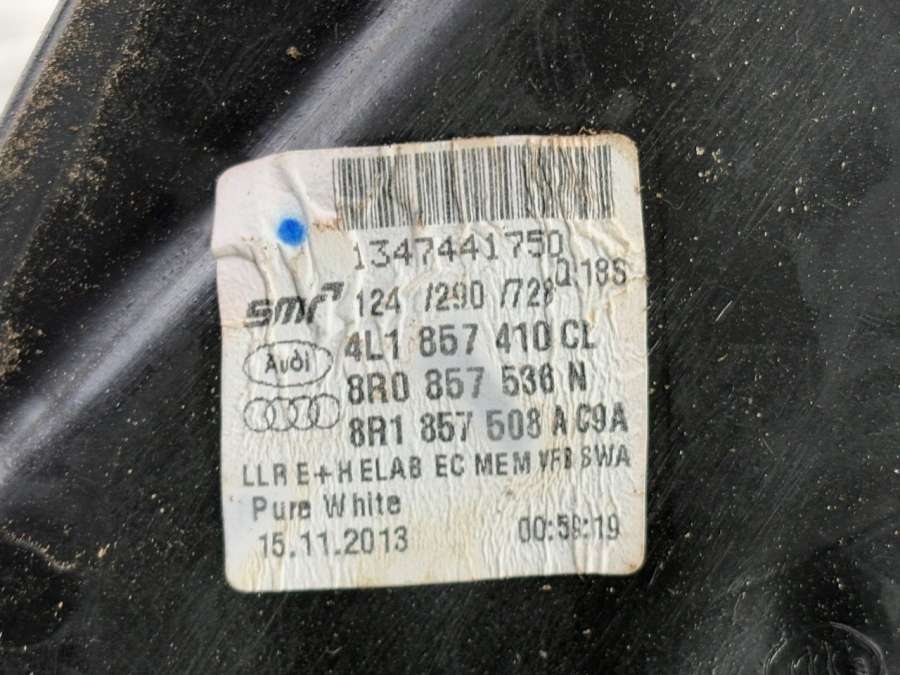 1347441750
Q.18S
smr 124 /290 /728
Audi 4L1 857 410 CL
8R0 857 536 N
8R1 857 508 A C9A
LLR E+H ELAB EC MEM VFB SWA
Pure White
15.11.2013 00:59:19